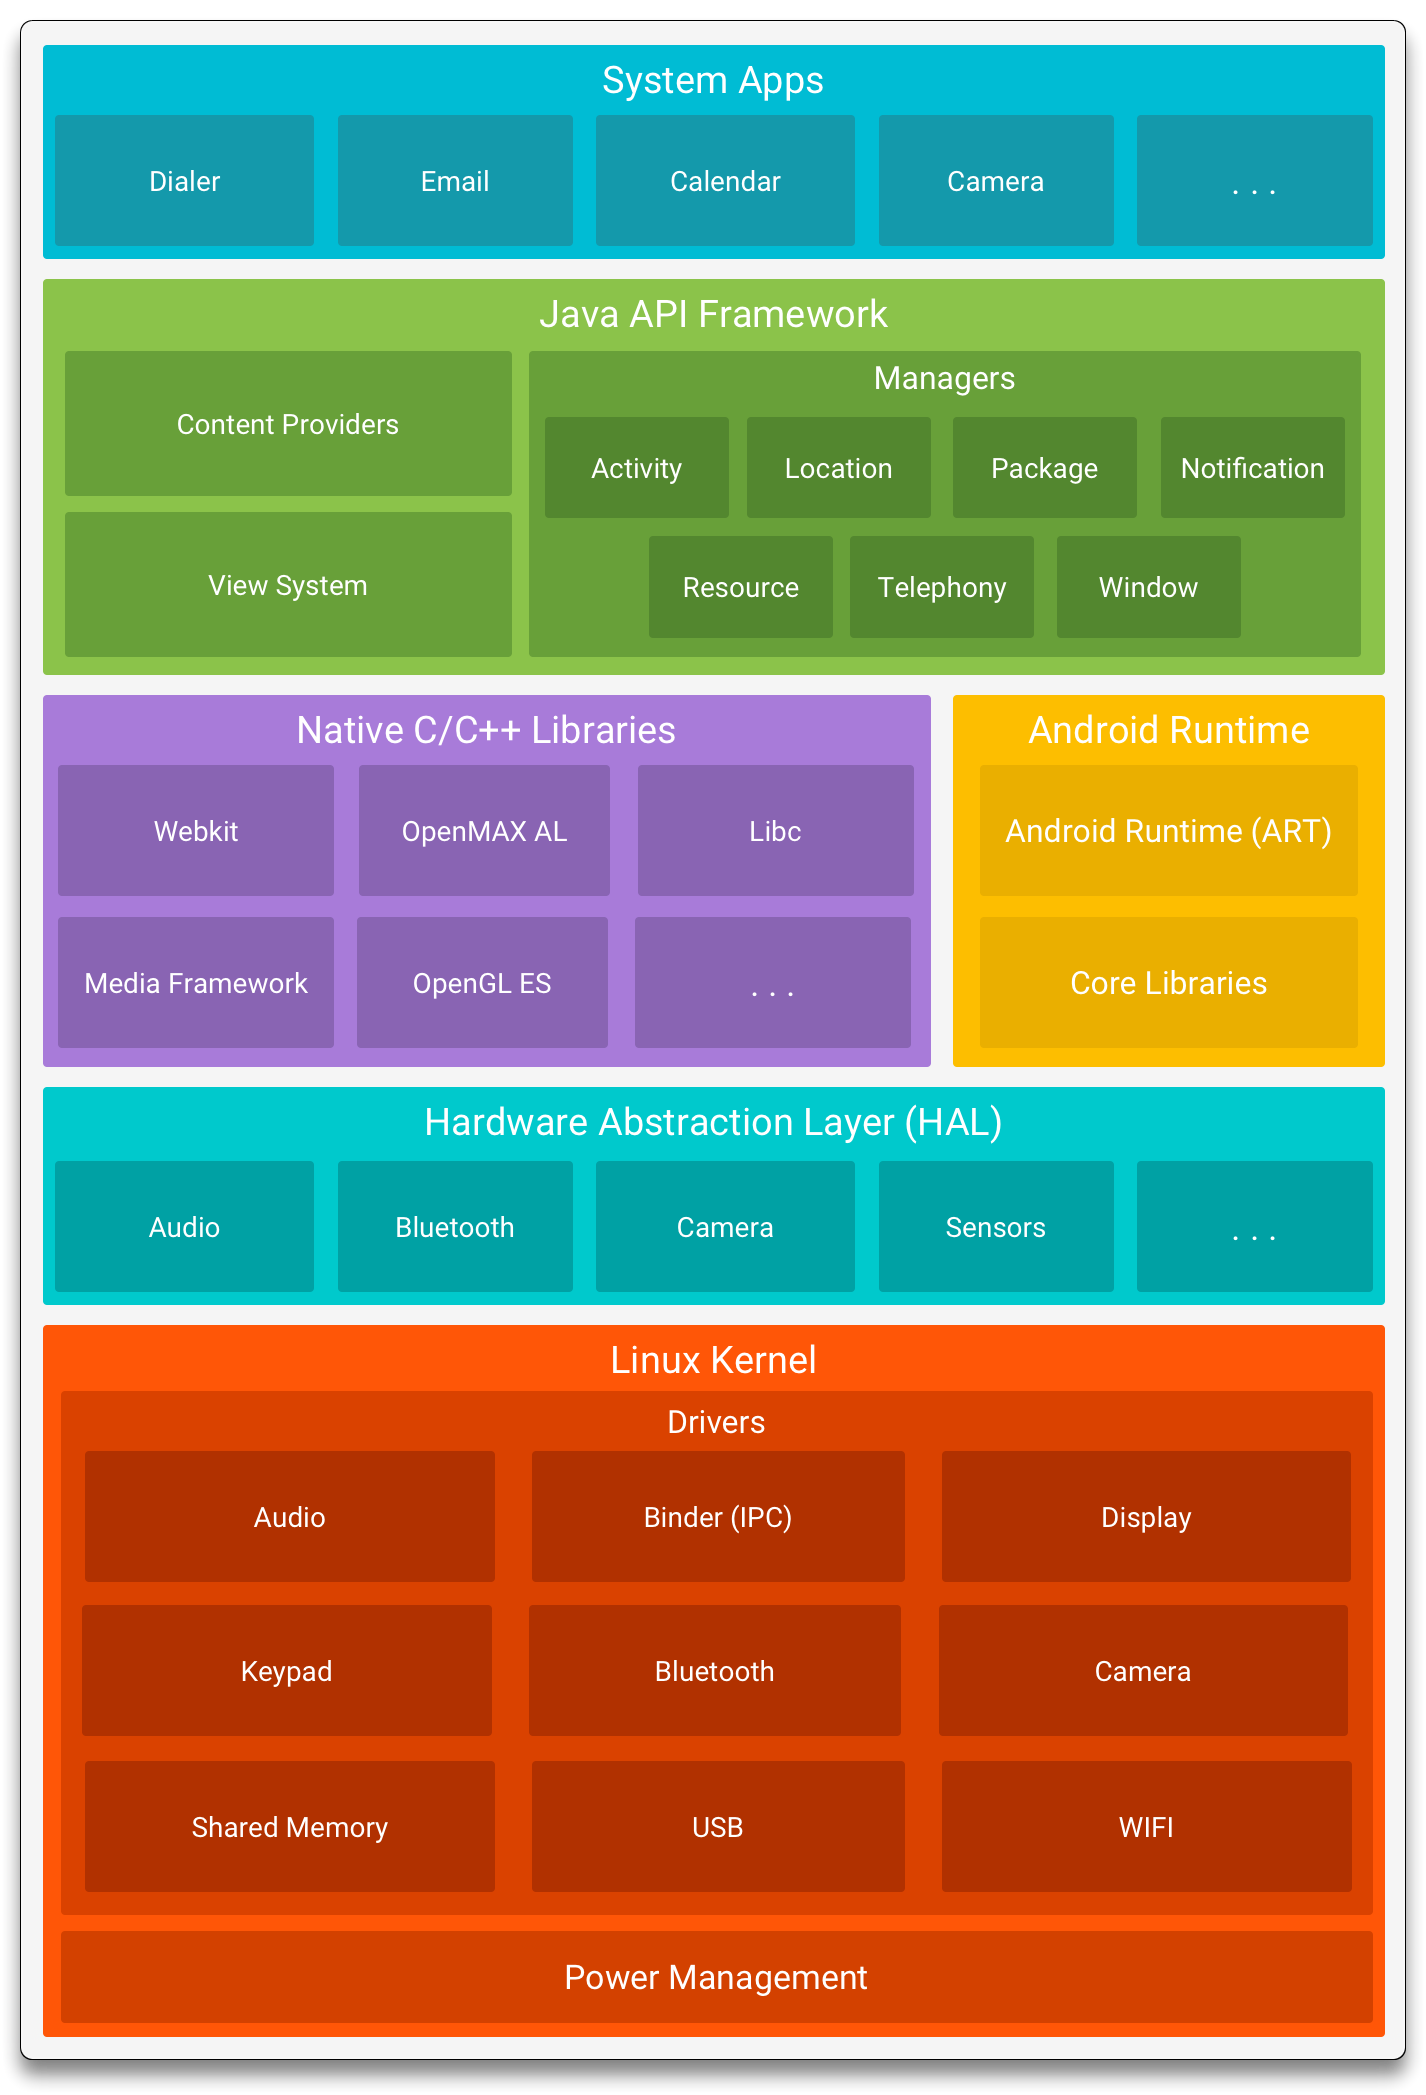 System Apps
Dialer
Email
Calendar
Camera
. . .
Java API Framework
Content Providers
View System
Managers
Activity
Location
Package
Notification
Resource
Telephony
Window
Native C/C++ Libraries
Webkit
OpenMAX AL
Libc
Media Framework
OpenGL ES
. . .
Android Runtime
Android Runtime (ART)
Core Libraries
Hardware Abstraction Layer (HAL)
Audio
Bluetooth
Camera
Sensors
. . .
Linux Kernel
Drivers
Audio
Binder (IPC)
Display
Keypad
Bluetooth
Camera
Shared Memory
USB
WIFI
Power Management